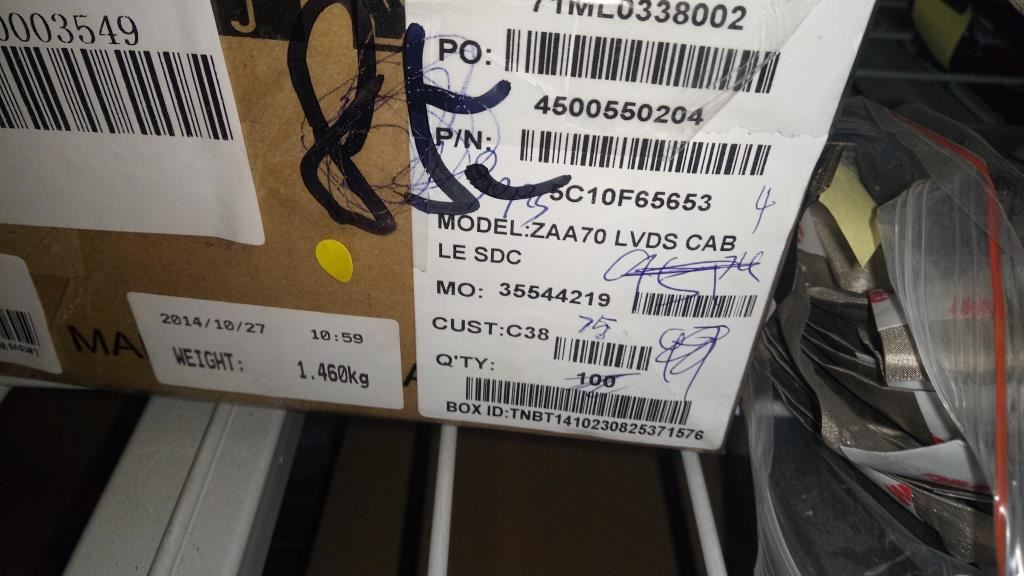 0003549
71ML0338002
PO:
4500550204
P/N:
5C10F65653
4
MODEL:ZAA70 LVDS CAB
LE SDC
MO: 35544219
CUST:C38
75
Q'TY:
100
BOX ID:TNBT1410230825371576
MA
2014/10/27 10:59
WEIGHT: 1.460kg